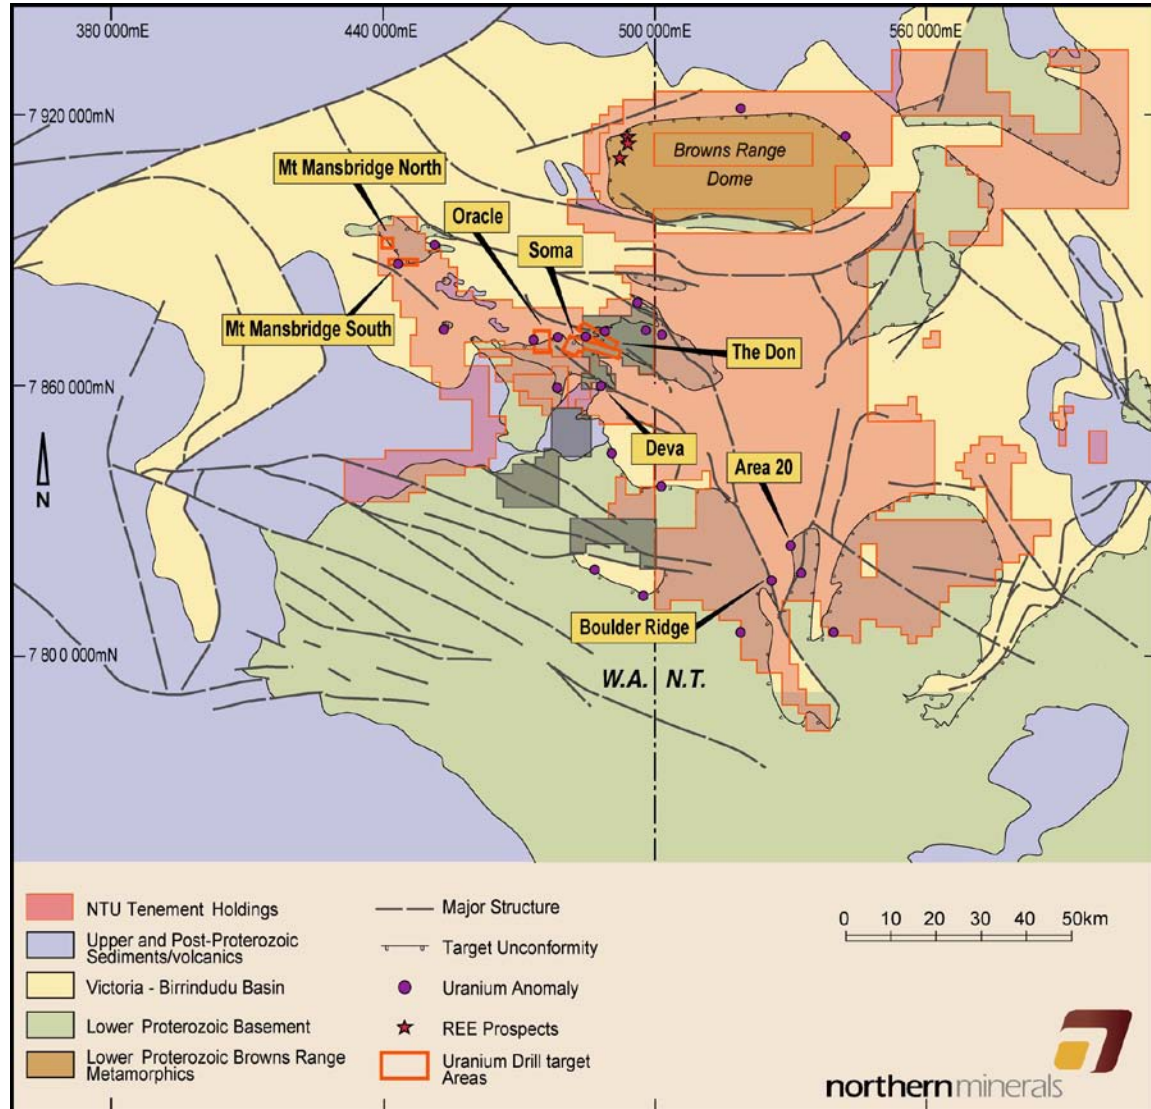 380 000mE
440 000mE
500 000mE
560 000mE
7 920 000mN
Browns Range
Dome
Mt Mansbridge North
Oracle
Soma
Mt Mansbridge South
The Don
7 860 000mN
Deva
Area 20
N
Boulder Ridge
7 800 000mN
W.A.
N.T.
NTU Tenement Holdings
Upper and Post-Proterozoic
Sediments/volcanics
Victoria - Birrindudu Basin
Lower Proterozoic Basement
Lower Proterozoic Browns Range
Metamorphics
Major Structure
Target Unconformity
Uranium Anomaly
REE Prospects
Uranium Drill target
Areas
0 10 20 30 40 50km
northernminerals